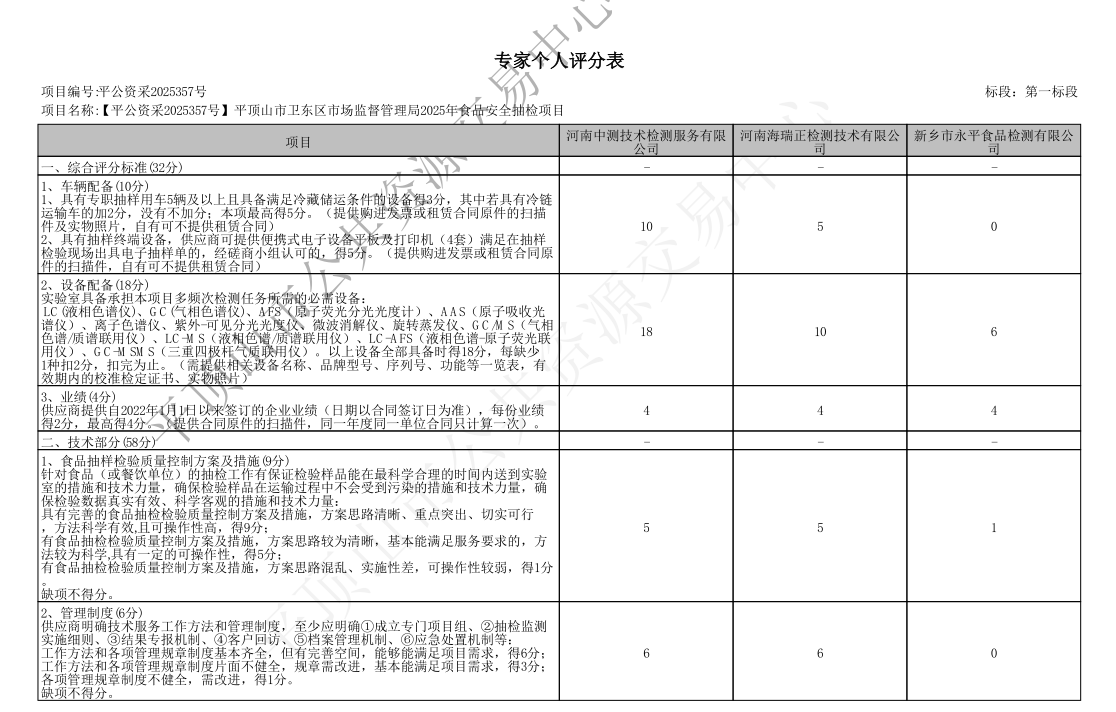 专家个人评分表
项目编号:平公资采2025357号
标段：第一标段
项目名称:【平公资采2025357号】平顶山市卫东区市场监督管理局2025年食品安全抽检项目
项目
河南中测技术检测服务有限公司
河南海瑞正检测技术有限公司
新乡市永平食品检测有限公司
一、综合评分标准(32分)
－ － －
1、车辆配备(10分)
1、具有专职抽样用车5辆及以上且具备满足冷藏储运条件的设备得3分，其中若具有冷链
运输车的加2分，没有不加分；本项最高得5分。（提供购进发票或租赁合同原件的扫描
件及实物照片，自有可不提供租赁合同）
2、具有抽样终端设备，供应商可提供便携式电子设备平板及打印机（4套）满足在抽样
检验现场出具电子抽样单的，经磋商小组认可的，得5分。（提供购进发票或租赁合同原
件的扫描件，自有可不提供租赁合同）
10 5 0
2、设备配备(18分)
实验室具备承担本项目多频次检测任务所需的必需设备：
LC(液相色谱仪)、GC(气相色谱仪)、AFS（原子荧光分光光度计）、AAS（原子吸收光
谱仪）、离子色谱仪、紫外-可见分光光度仪、微波消解仪、旋转蒸发仪、GC/MS（气相
色谱/质谱联用仪）、LC-MS（液相色谱/质谱联用仪）、LC-AFS（液相色谱-原子荧光联
用仪）、GC-MSMS（三重四极杆气质联用仪）。以上设备全部具备时得18分，每缺少
1种扣2分，扣完为止。（需提供相关设备名称、品牌型号、序列号、功能等一览表，有
效期内的校准检定证书、实物照片）
18 10 6
3、业绩(4分)
供应商提供自2022年1月1日以来签订的企业业绩（日期以合同签订日为准），每份业绩
得2分，最高得4分。（提供合同原件的扫描件，同一年度同一单位合同只计算一次）。
4 4 4
二、技术部分(58分)
－ － －
1、食品抽样检验质量控制方案及措施(9分)
针对食品（或餐饮单位）的抽检工作有保证检验样品能在最科学合理的时间内送到实验
室的措施和技术力量，确保检验样品在运输过程中不会受到污染的措施和技术力量，确
保检验数据真实有效、科学客观的措施和技术力量；
具有完善的食品抽检检验质量控制方案及措施，方案思路清晰、重点突出、切实可行
，方法科学有效,且可操作性高，得9分；
有食品抽检检验质量控制方案及措施，方案思路较为清晰，基本能满足服务要求的，方
法较为科学,具有一定的可操作性，得5分；
有食品抽检检验质量控制方案及措施，方案思路混乱、实施性差，可操作性较弱，得1分
。
缺项不得分。
5 5 1
2、管理制度(6分)
供应商明确技术服务工作方法和管理制度，至少应明确①成立专门项目组、②抽检监测
实施细则、③结果专报机制、④客户回访、⑤档案管理机制、⑥应急处置机制等：
工作方法和各项管理规章制度基本齐全，但有完善空间，能够能满足项目需求，得6分；
工作方法和各项管理规章制度片面不健全，规章需改进，基本能满足项目需求，得3分；
各项管理规章制度不健全，需改进，得1分。
缺项不得分。
6 6 0
平顶山市公共资源交易中心
平顶山市公共资源交易中心